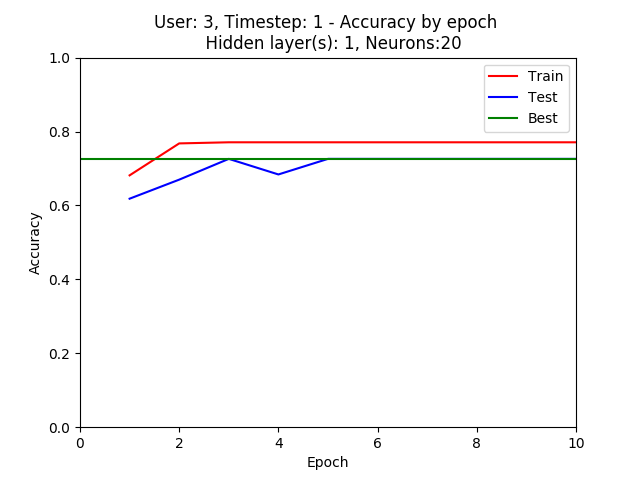 User: 3, Timestep: 1 - Accuracy by epoch
Hidden layer(s): 1, Neurons:20
Train
Test
Best
1.0
0.8
0.6
0.4
0.2
0.0
Accuracy
0 2 4 6 8 10
Epoch